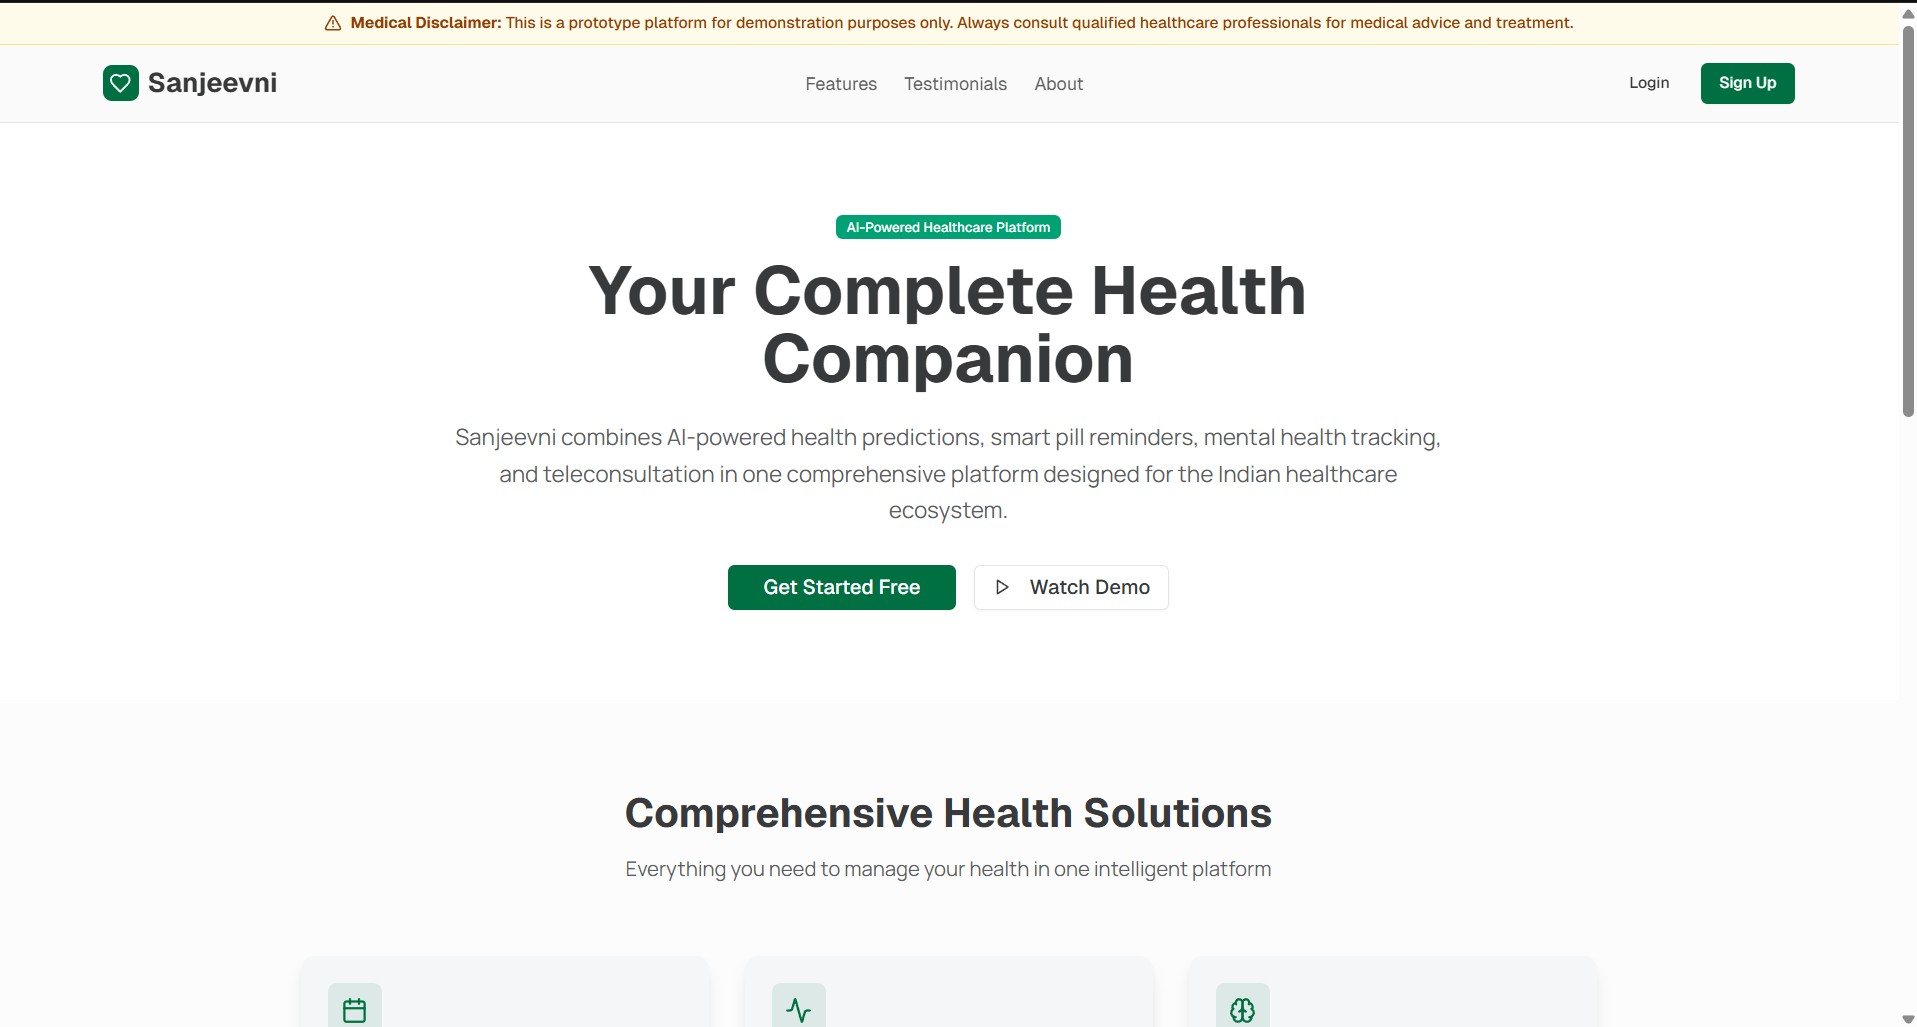 Medical Disclaimer: This is a prototype platform for demonstration purposes only. Always consult qualified healthcare professionals for medical advice and treatment.
Sanjeevni
Features Testimonials About
Login Sign Up
AI-Powered Healthcare Platform
Your Complete Health
Companion
Sanjeevni combines AI-powered health predictions, smart pill reminders, mental health tracking,
and teleconsultation in one comprehensive platform designed for the Indian healthcare
ecosystem.
Get Started Free Watch Demo
Comprehensive Health Solutions
Everything you need to manage your health in one intelligent platform